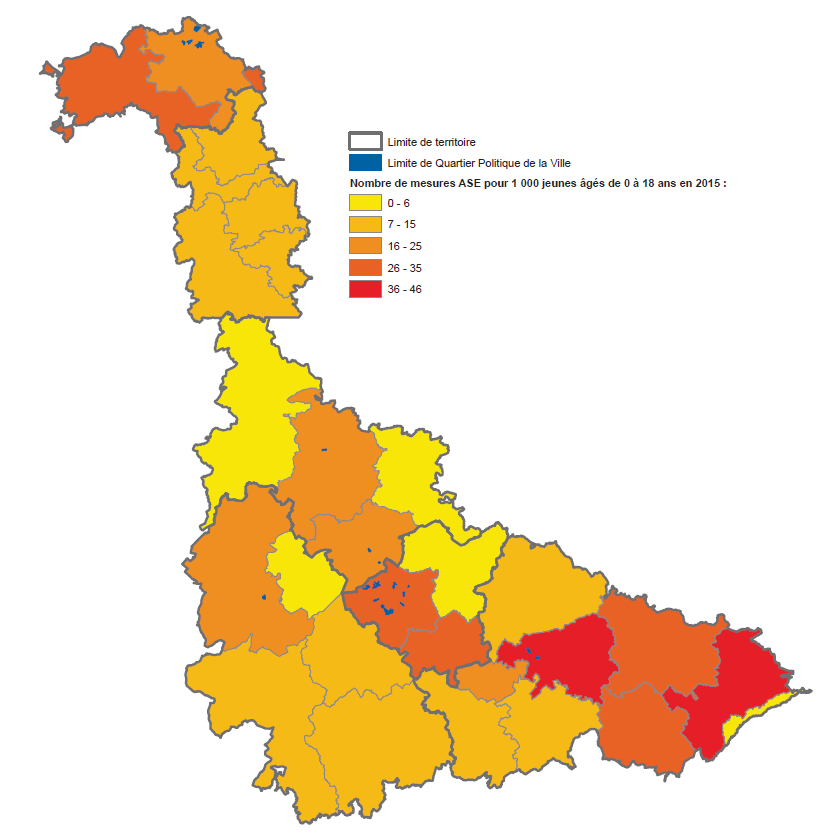 Limite de territoire
Limite de Quartier Politique de la Ville
Nombre de mesures ASE pour 1 000 jeunes âgés de 0 à 18 ans en 2015 :
0 - 6
7 - 15
16 - 25
26 - 35
36 - 46